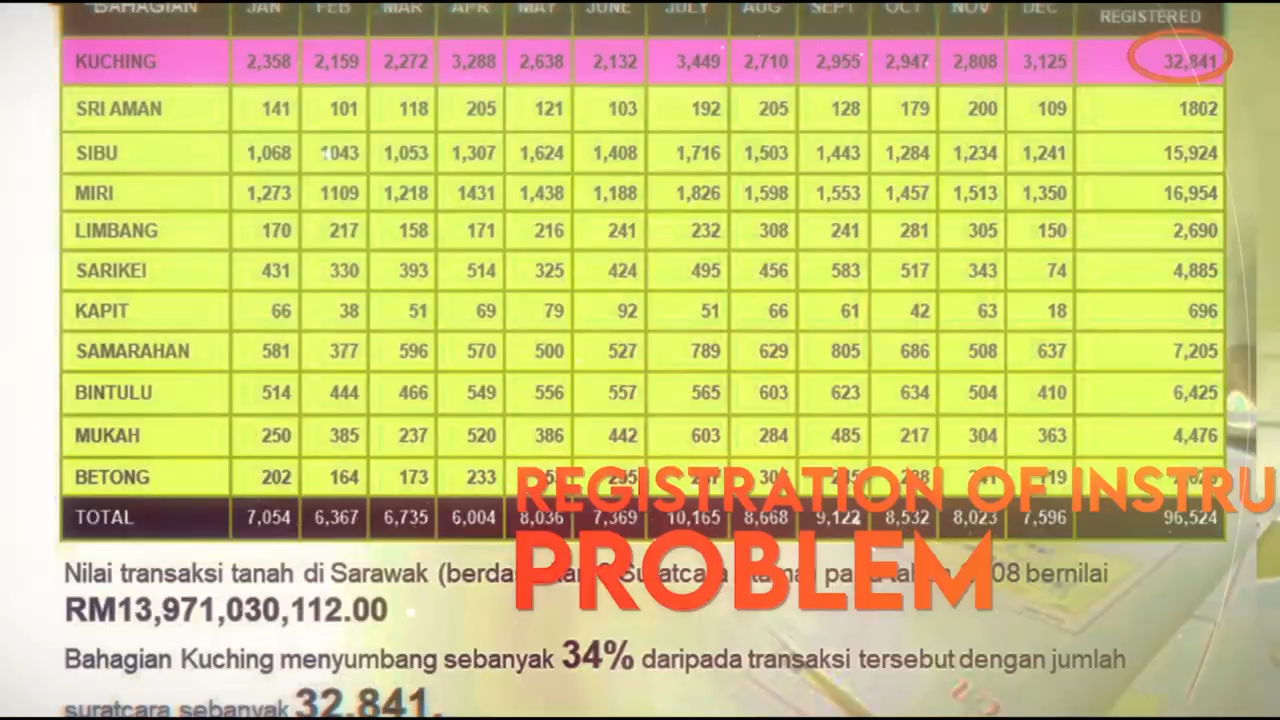 BAHAGIAN JAN FEB MAR APR MAY JUNE JULY AUG SEPT OCT NOV DEC REGISTERED
KUCHING 2,358 2,159 2,272 3,288 2,638 2,132 3,449 2,710 2,955 2,947 2,808 3,125 32,841
SRI AMAN 141 101 118 205 121 103 192 205 128 179 200 109 1802
SIBU 1,068 1043 1,053 1,307 1,624 1,408 1,716 1,503 1,443 1,284 1,234 1,241 15,924
MIRI 1,273 1109 1,218 1431 1,438 1,188 1,826 1,598 1,553 1,457 1,513 1,350 16,954
LIMBANG 170 217 158 171 216 241 232 308 241 281 305 150 2,690
SARIKEI 431 330 393 514 325 424 495 456 583 517 343 74 4,885
KAPIT 66 38 51 69 79 92 51 66 61 42 63 18 696
SAMARAHAN 581 377 596 570 500 527 789 629 805 686 508 637 7,205
BINTULU 514 444 466 549 556 557 565 603 623 634 504 410 6,425
MUKAH 250 385 237 520 386 442 603 284 485 217 304 363 4,476
BETONG 202 164 173 233
REGISTRATION OF INSTRU
TOTAL 7,054 6,367 6,735 6,004 8,036 7,369 10,165 8,668 9,122 8,532 8,023 7,596 96,524
PROBLEM
Nilai transaksi tanah di Sarawak bernilai
RM13,971,030,112.00
Bahagian Kuching menyumbang sebanyak 34% daripada transaksi tersebut dengan jumlah
suratcara sebanyak 32,841.